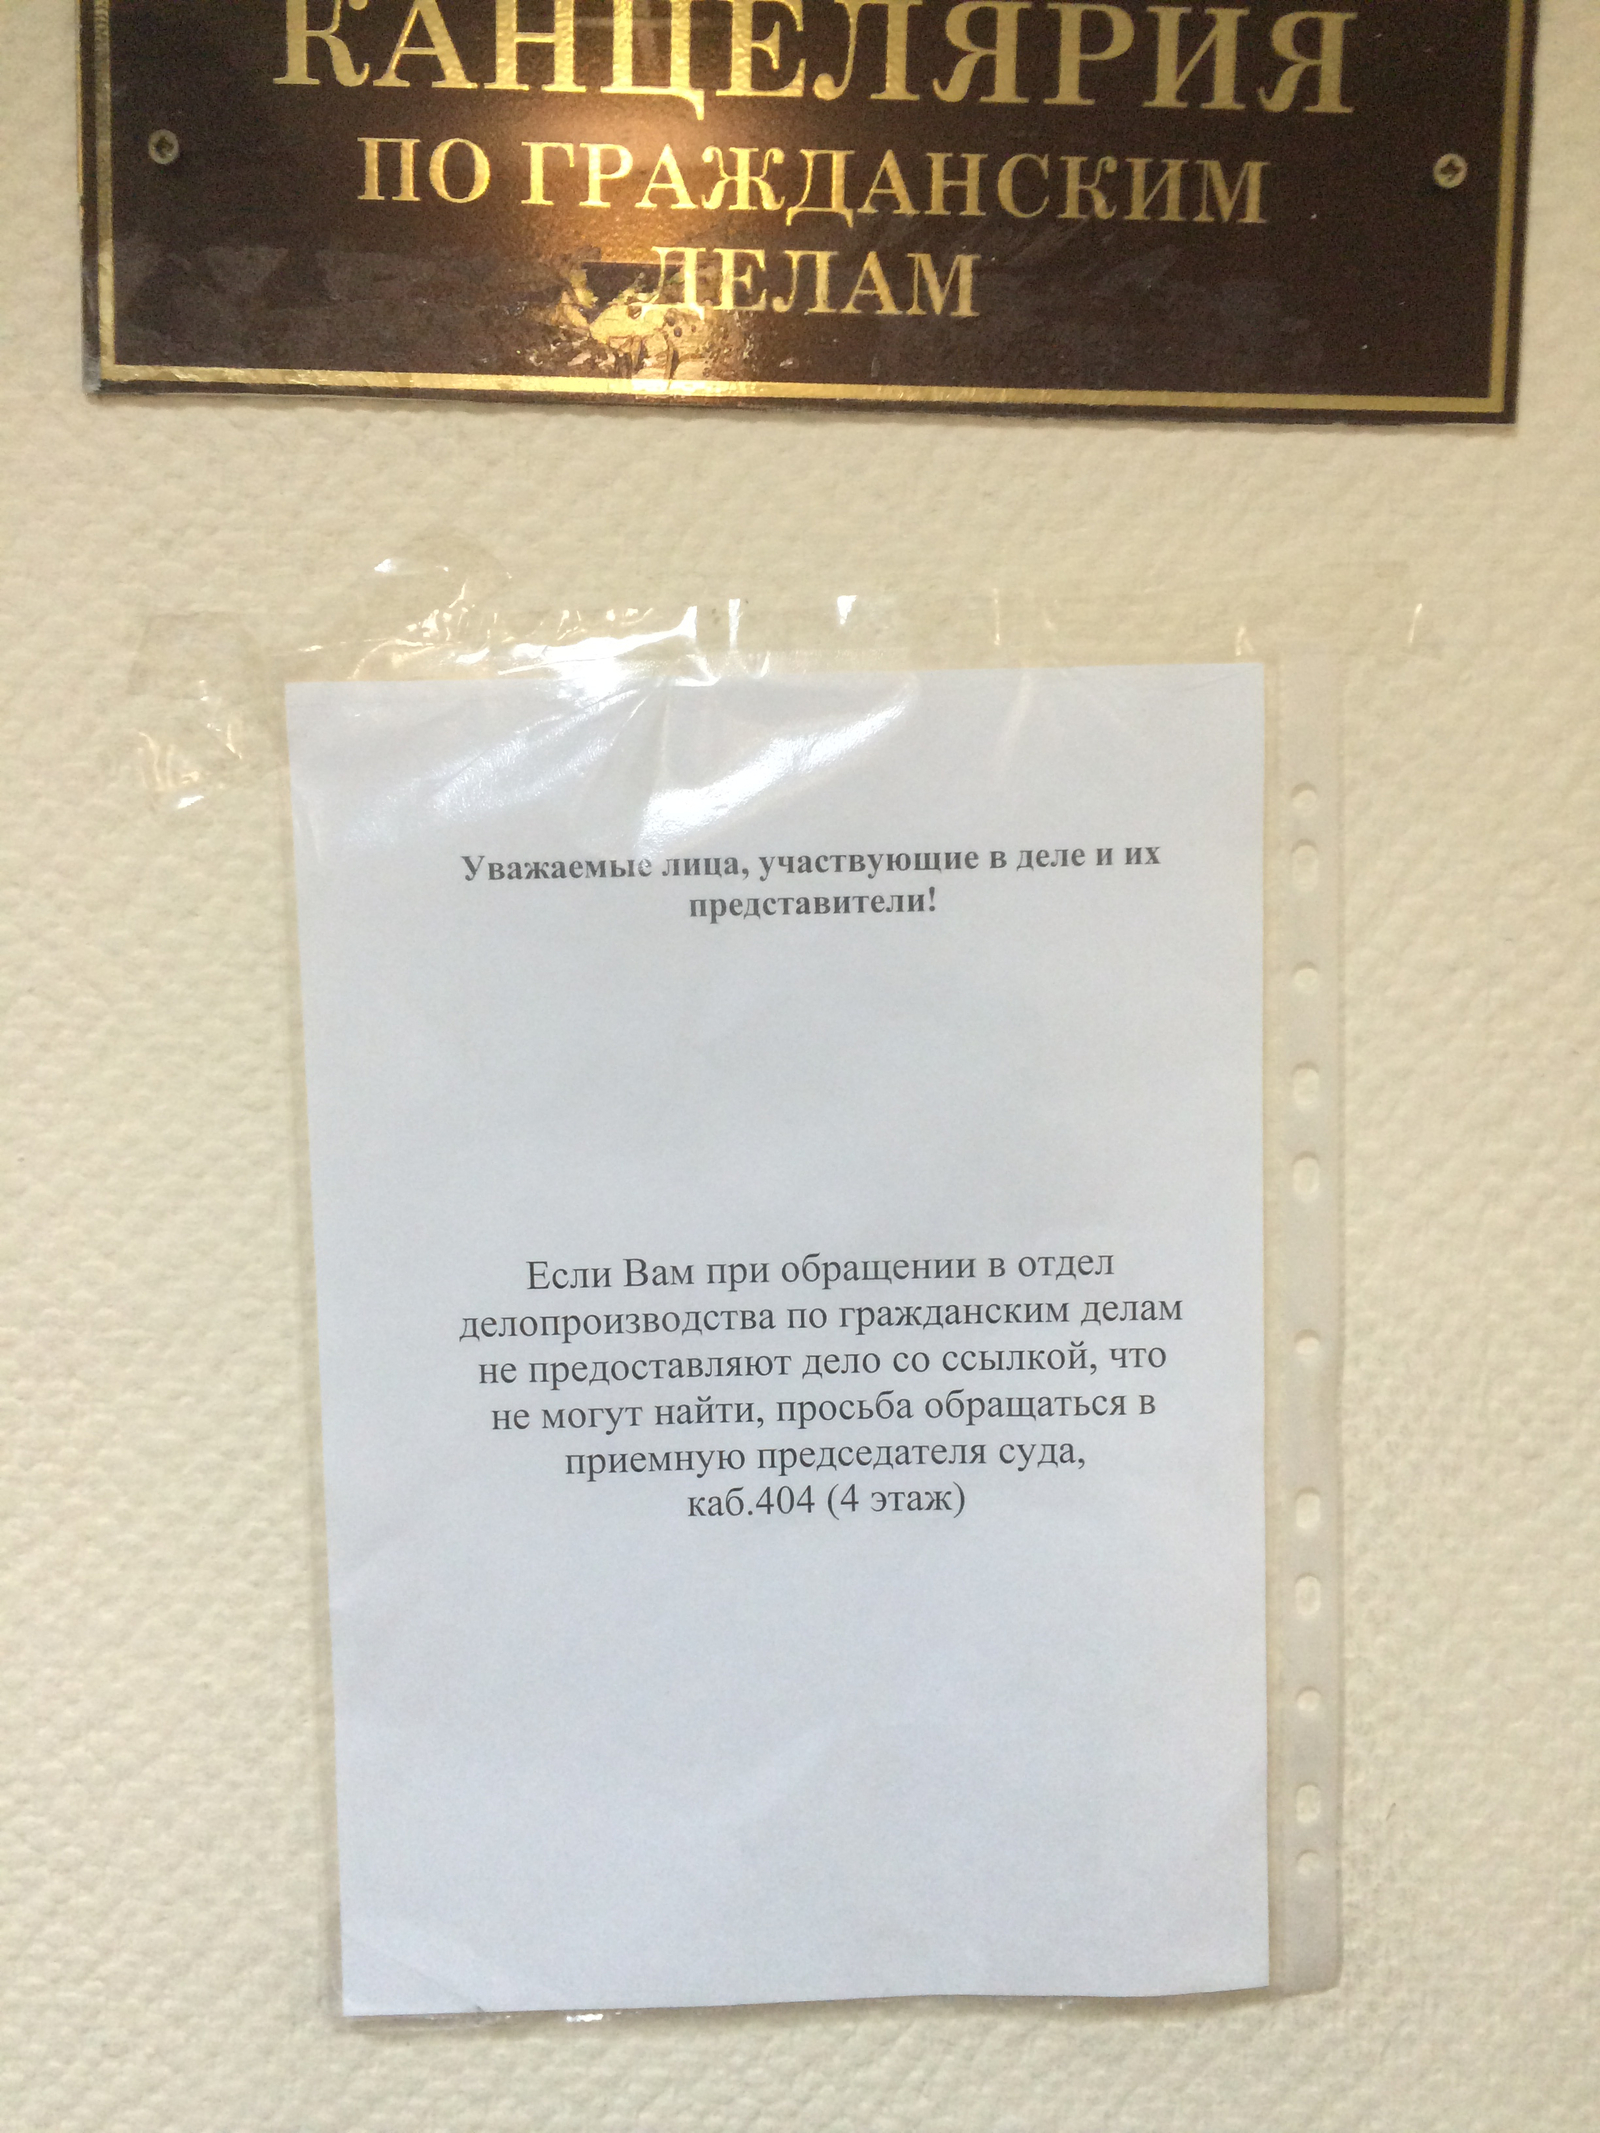 КАНЦЕЛЯРИЯ
ПО ГРАЖДАНСКИМ
ДЕЛАМ
Уважаемые лица, участвующие в деле и их
представители!
Если Вам при обращении в отдел
делопроизводства по гражданским делам
не предоставляют дело со ссылкой, что
не могут найти, просьба обращаться в
приемную председателя суда,
каб.404 (4 этаж)